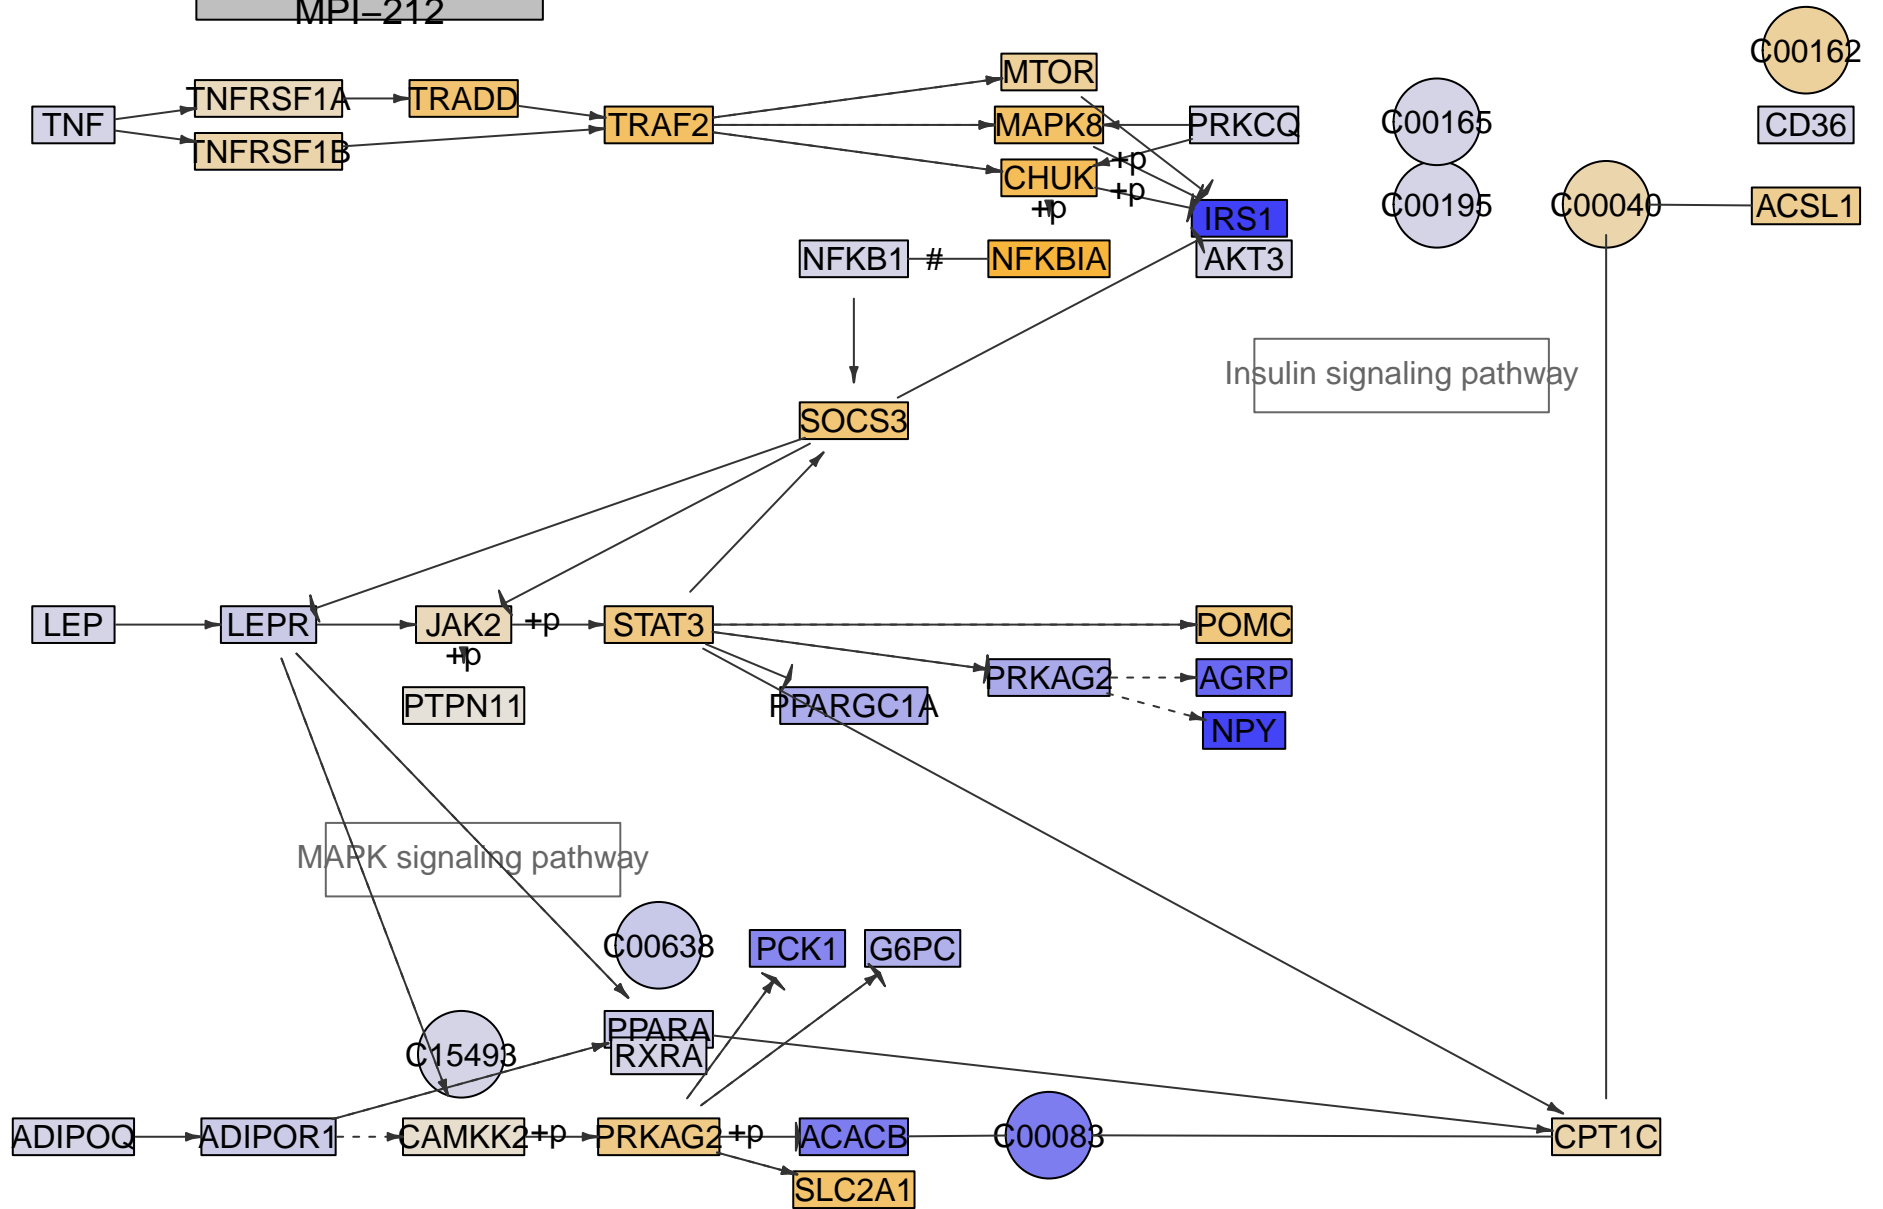 MPI–212
C00162
TNF
TNFRSF1A
TRADD
TNFRSF1B
TRAF2
MTOR
MAPK8
PRKCQ
C00165
CD36
+p
CHUK
+p
+p
IRS1
C00195
C00040
ACSL1
NFKB1
#
NFKBIA
AKT3
Insulin signaling pathway
SOCS3
LEP
LEPR
JAK2
+p
STAT3
POMC
+p
PTPN11
PPARGC1A
PRKAG2
AGRP
NPY
MAPK signaling pathway
C00638
PCK1
G6PC
C15493
PPARA
RXRA
ADIPOQ
ADIPOR1
CAMKK2
+p
PRKAG2
+p
ACACB
C00083
CPT1C
SLC2A1